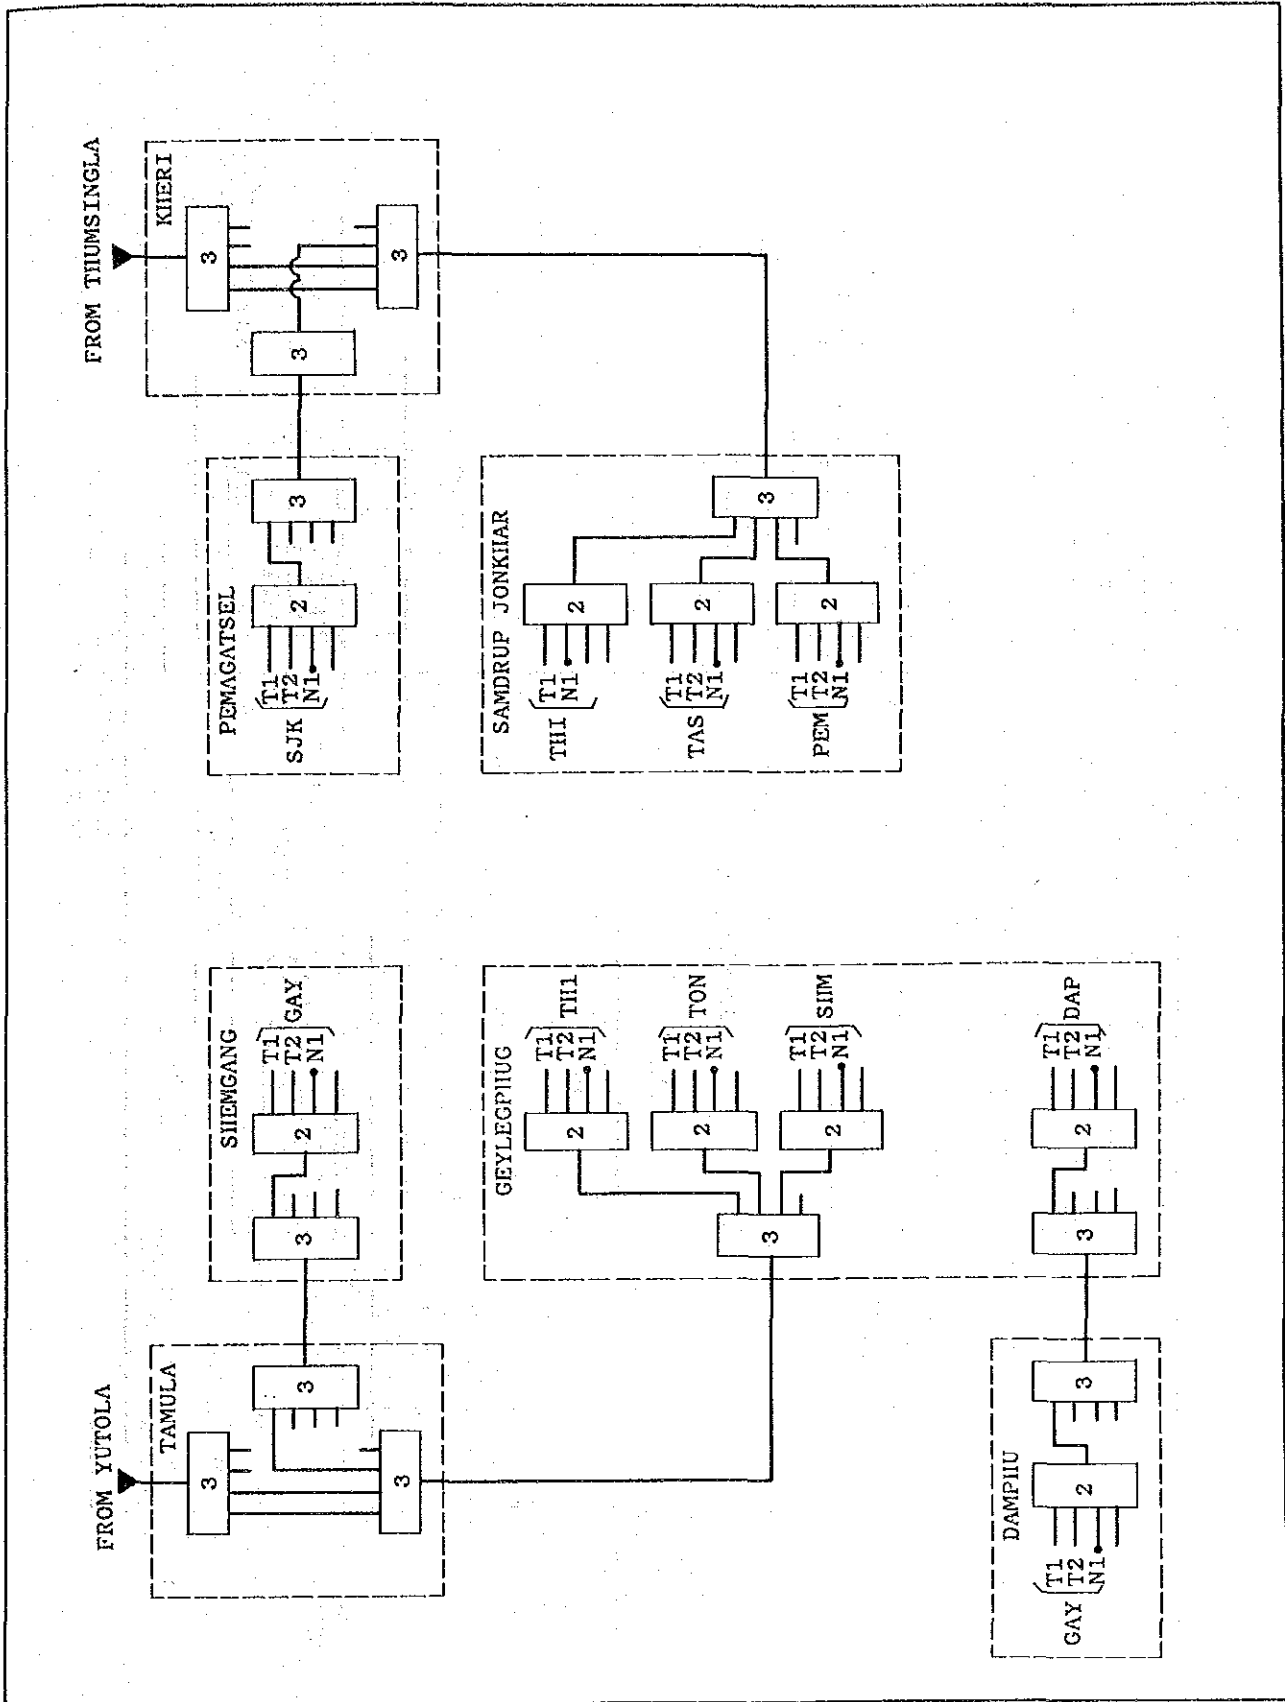 FROM YUTOLA
TAMULA
3
3
3
SHEMGANG
3
2
T1
T2
N1
GAY
GEYLEGPHUG
3
2
T1
T2
N1
THI
2
T1
T2
N1
TON
2
T1
T2
N1
SHM
3
2
T1
T2
N1
DAP
DAMPHU
GAY
T1
T2
N1
2
3
FROM THUMSINGLA
KHERI
3
3
3
PEMAGATSEL
SJK
T1
T2
N1
2
3
SAMDRUP JONKHAR
THI
T1
N1
2
TAS
T1
T2
N1
2
PEM
T1
T2
N1
2
3